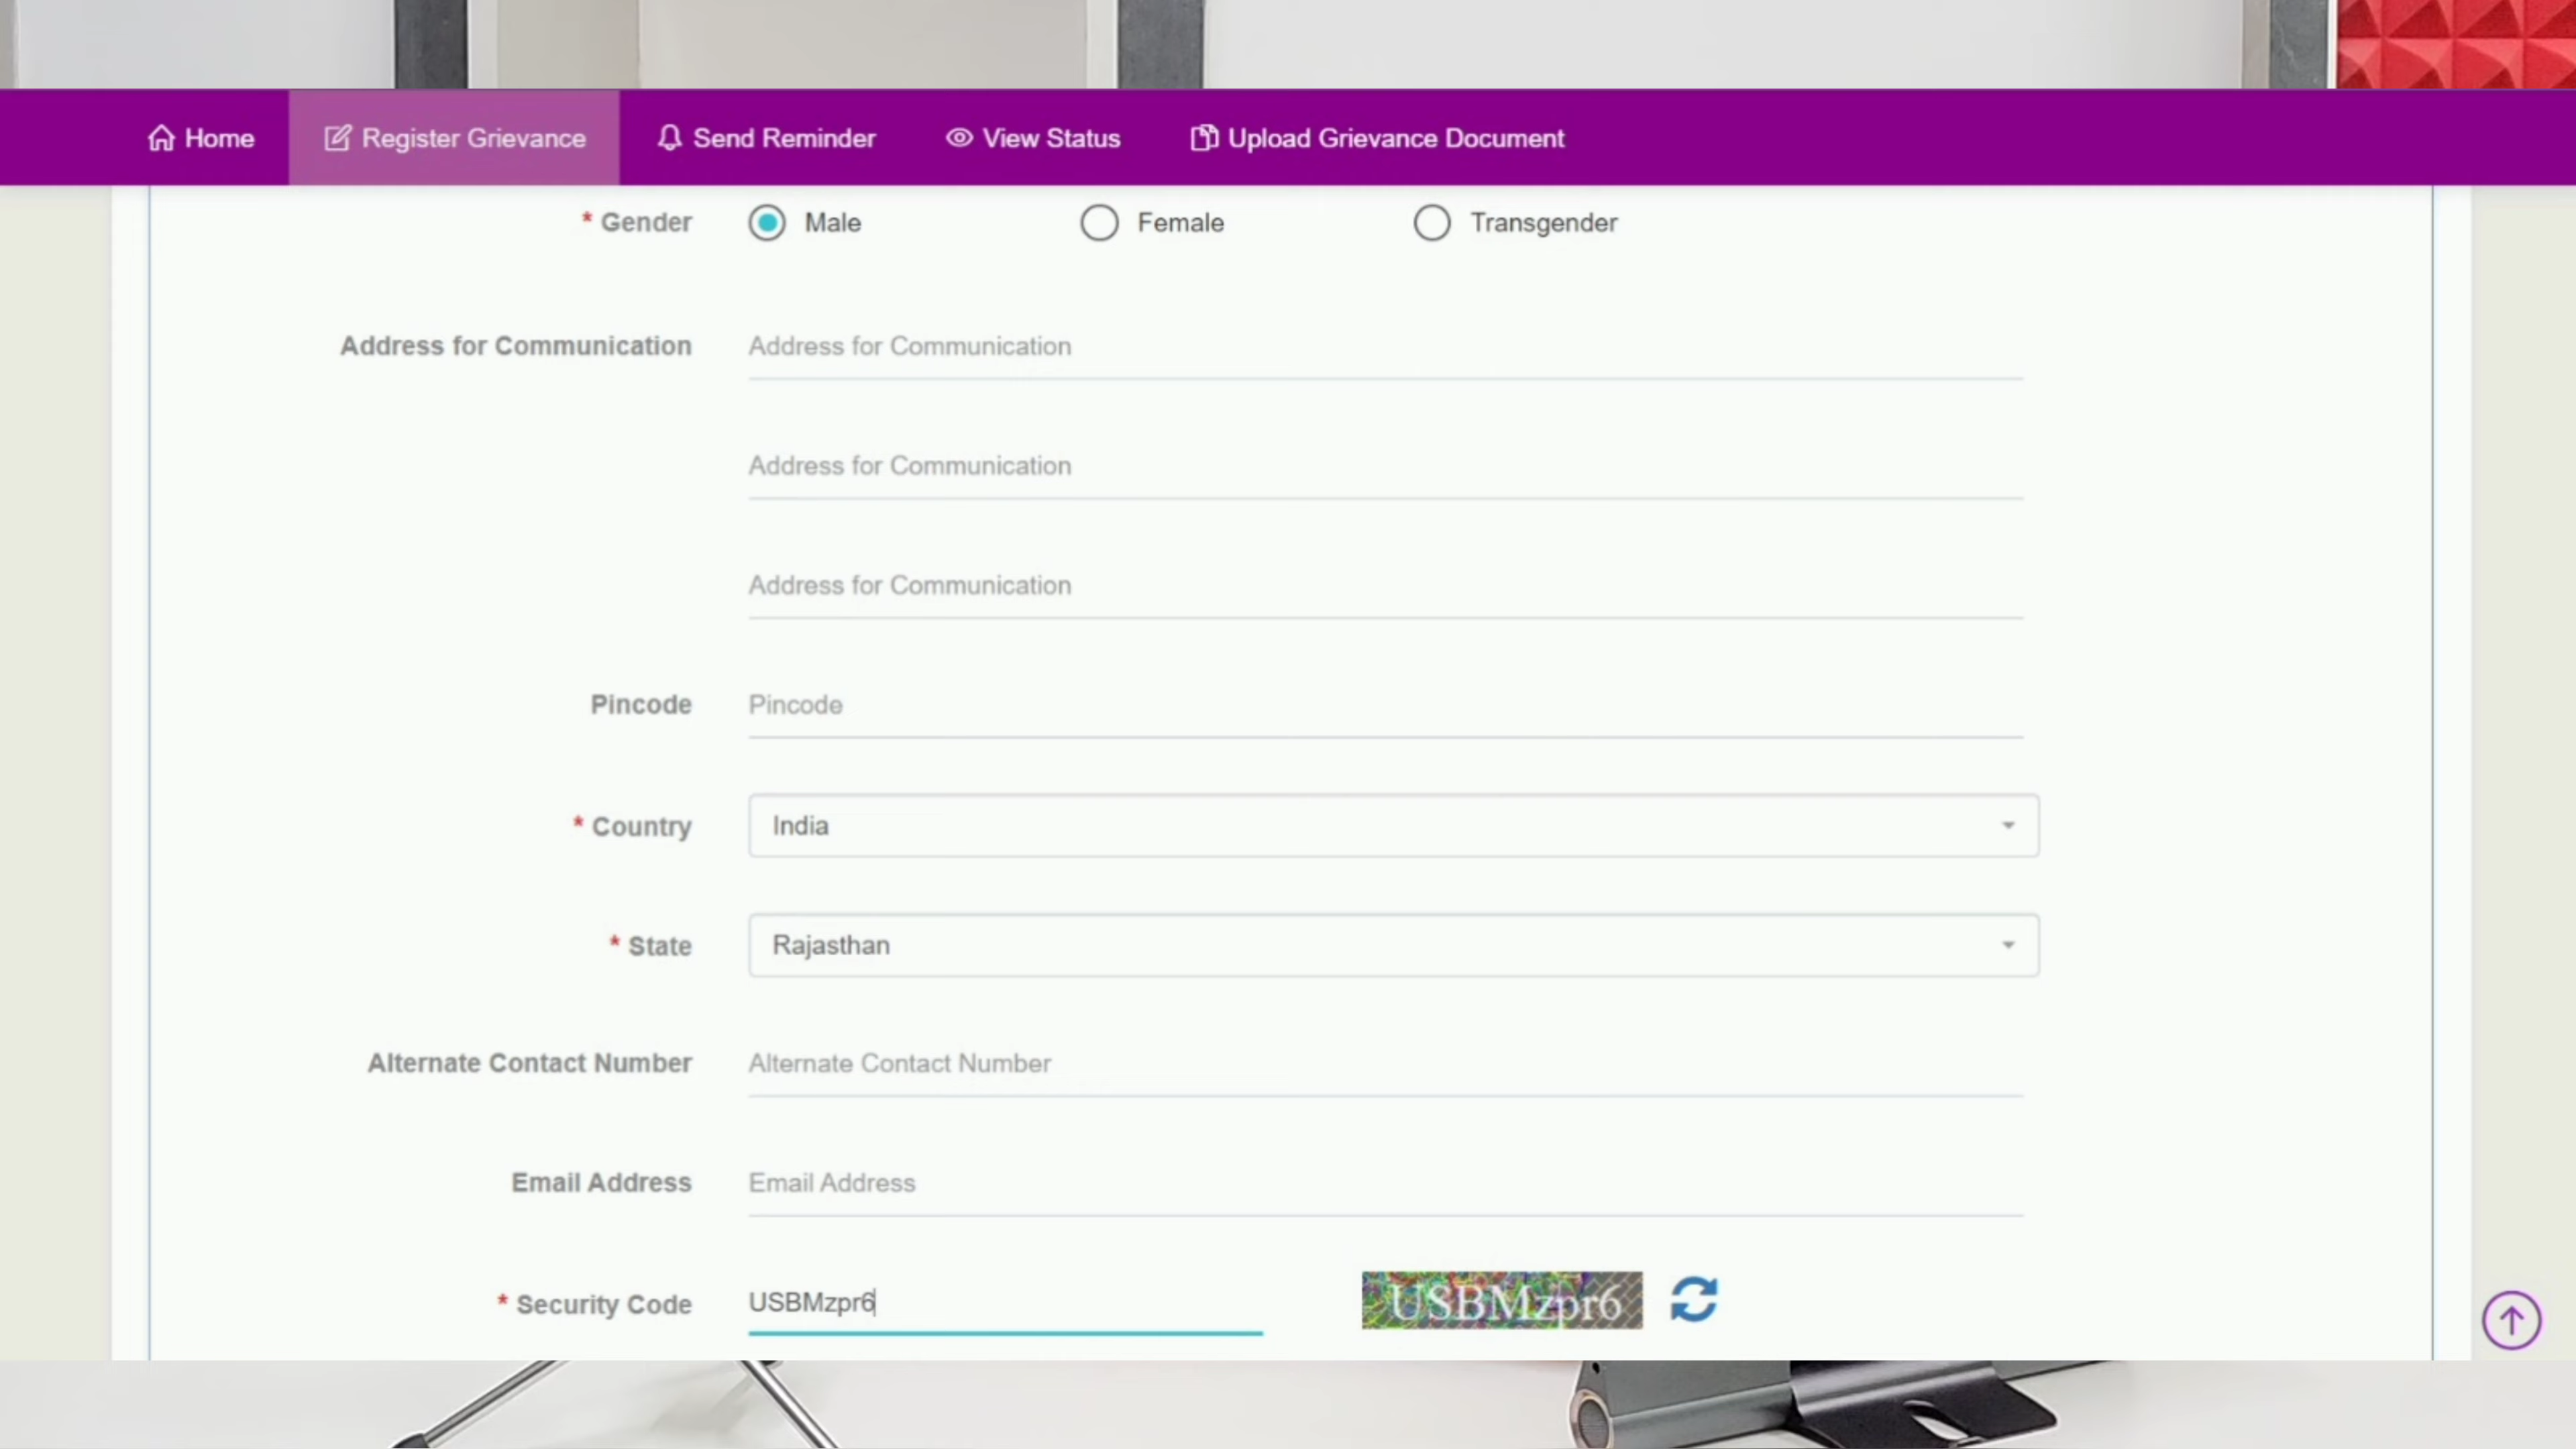 Home Register Grievance Send Reminder View Status Upload Grievance Document
* Gender Male Female Transgender
Address for Communication Address for Communication
Address for Communication
Address for Communication
Pincode Pincode
* Country India
* State Rajasthan
Alternate Contact Number Alternate Contact Number
Email Address Email Address
* Security Code USBMzpr6 USBMzpr6